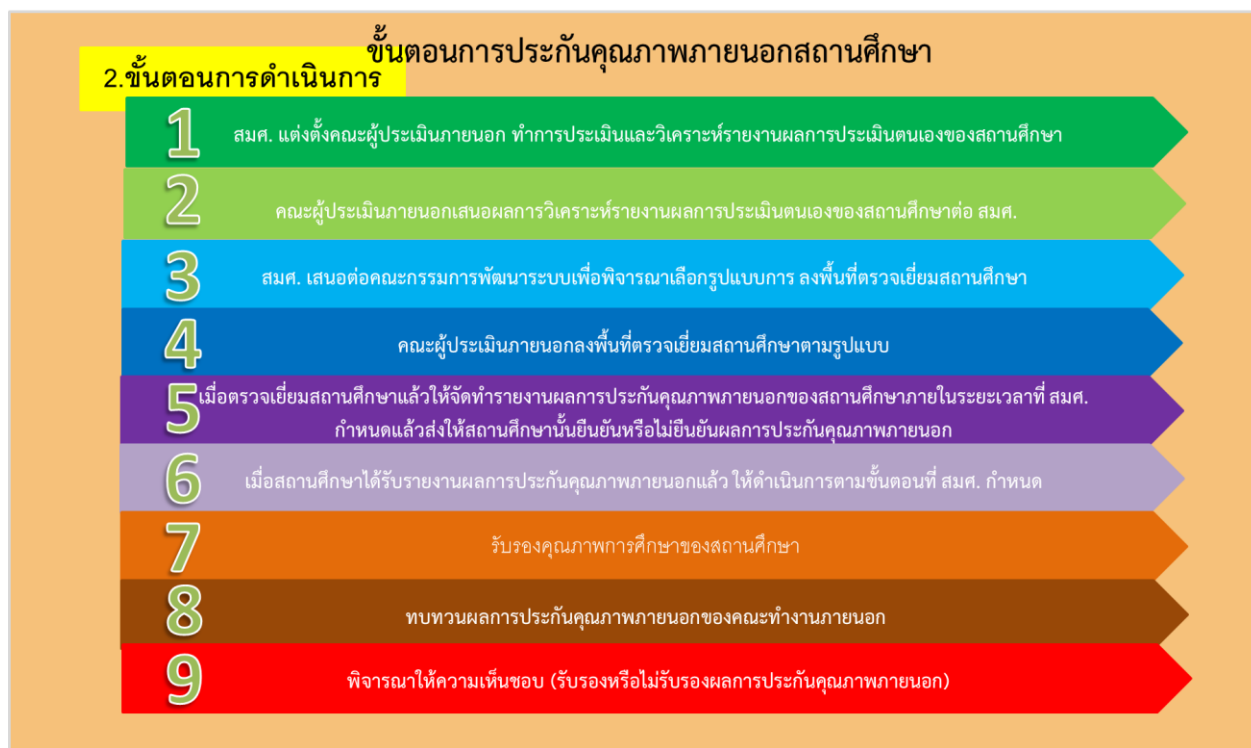 ขั้นตอนการประกันคุณภาพภายนอกสถานศึกษา
2.ขั้นตอนการดำเนินการ
1 สมศ. แต่งตั้งคณะผู้ประเมินภายนอก ทำการประเมินและวิเคราะห์รายงานผลการประเมินตนเองของสถานศึกษา
2 คณะผู้ประเมินภายนอกเสนอผลการวิเคราะห์รายงานผลการประเมินตนเองของสถานศึกษาต่อ สมศ.
3 สมศ. เสนอต่อคณะกรรมการพัฒนาระบบเพื่อพิจารณาเลือกรูปแบบการ ลงพื้นที่ตรวจเยี่ยมสถานศึกษา
4 คณะผู้ประเมินภายนอกลงพื้นที่ตรวจเยี่ยมสถานศึกษาตามรูปแบบ
5 เมื่อตรวจเยี่ยมสถานศึกษาแล้วให้จัดทำรายงานผลการประกันคุณภาพภายนอกของสถานศึกษาภายในระยะเวลาที่ สมศ.
กำหนดแล้วส่งให้สถานศึกษานั้นยืนยันหรือไม่ยืนยันผลการประกันคุณภาพภายนอก
6 เมื่อสถานศึกษาได้รับรายงานผลการประกันคุณภาพภายนอกแล้ว ให้ดำเนินการตามขั้นตอนที่ สมศ. กำหนด
7 รับรองคุณภาพการศึกษาของสถานศึกษา
8 ทบทวนผลการประกันคุณภาพภายนอกของคณะทำงานภายนอก
9 พิจารณาให้ความเห็นชอบ (รับรองหรือไม่รับรองผลการประกันคุณภาพภายนอก)